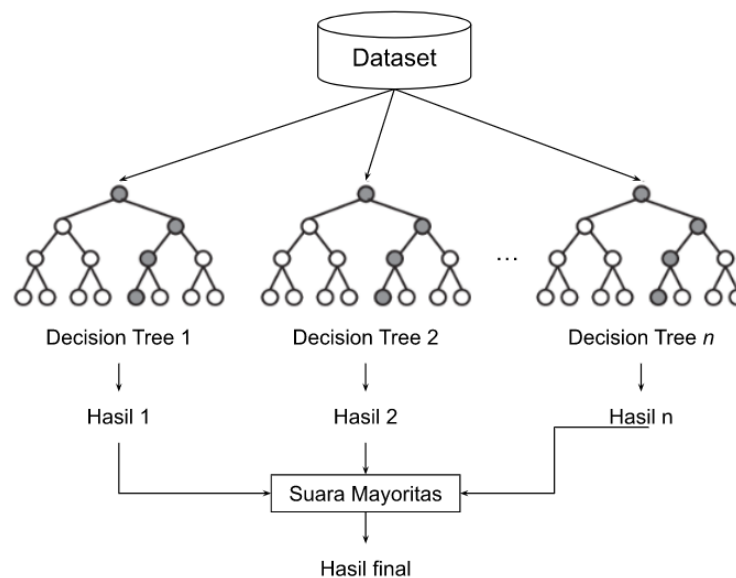 Dataset
...
Decision Tree 1
Decision Tree 2
Decision Tree n
Hasil 1
Hasil 2
Hasil n
Suara Mayoritas
Hasil final